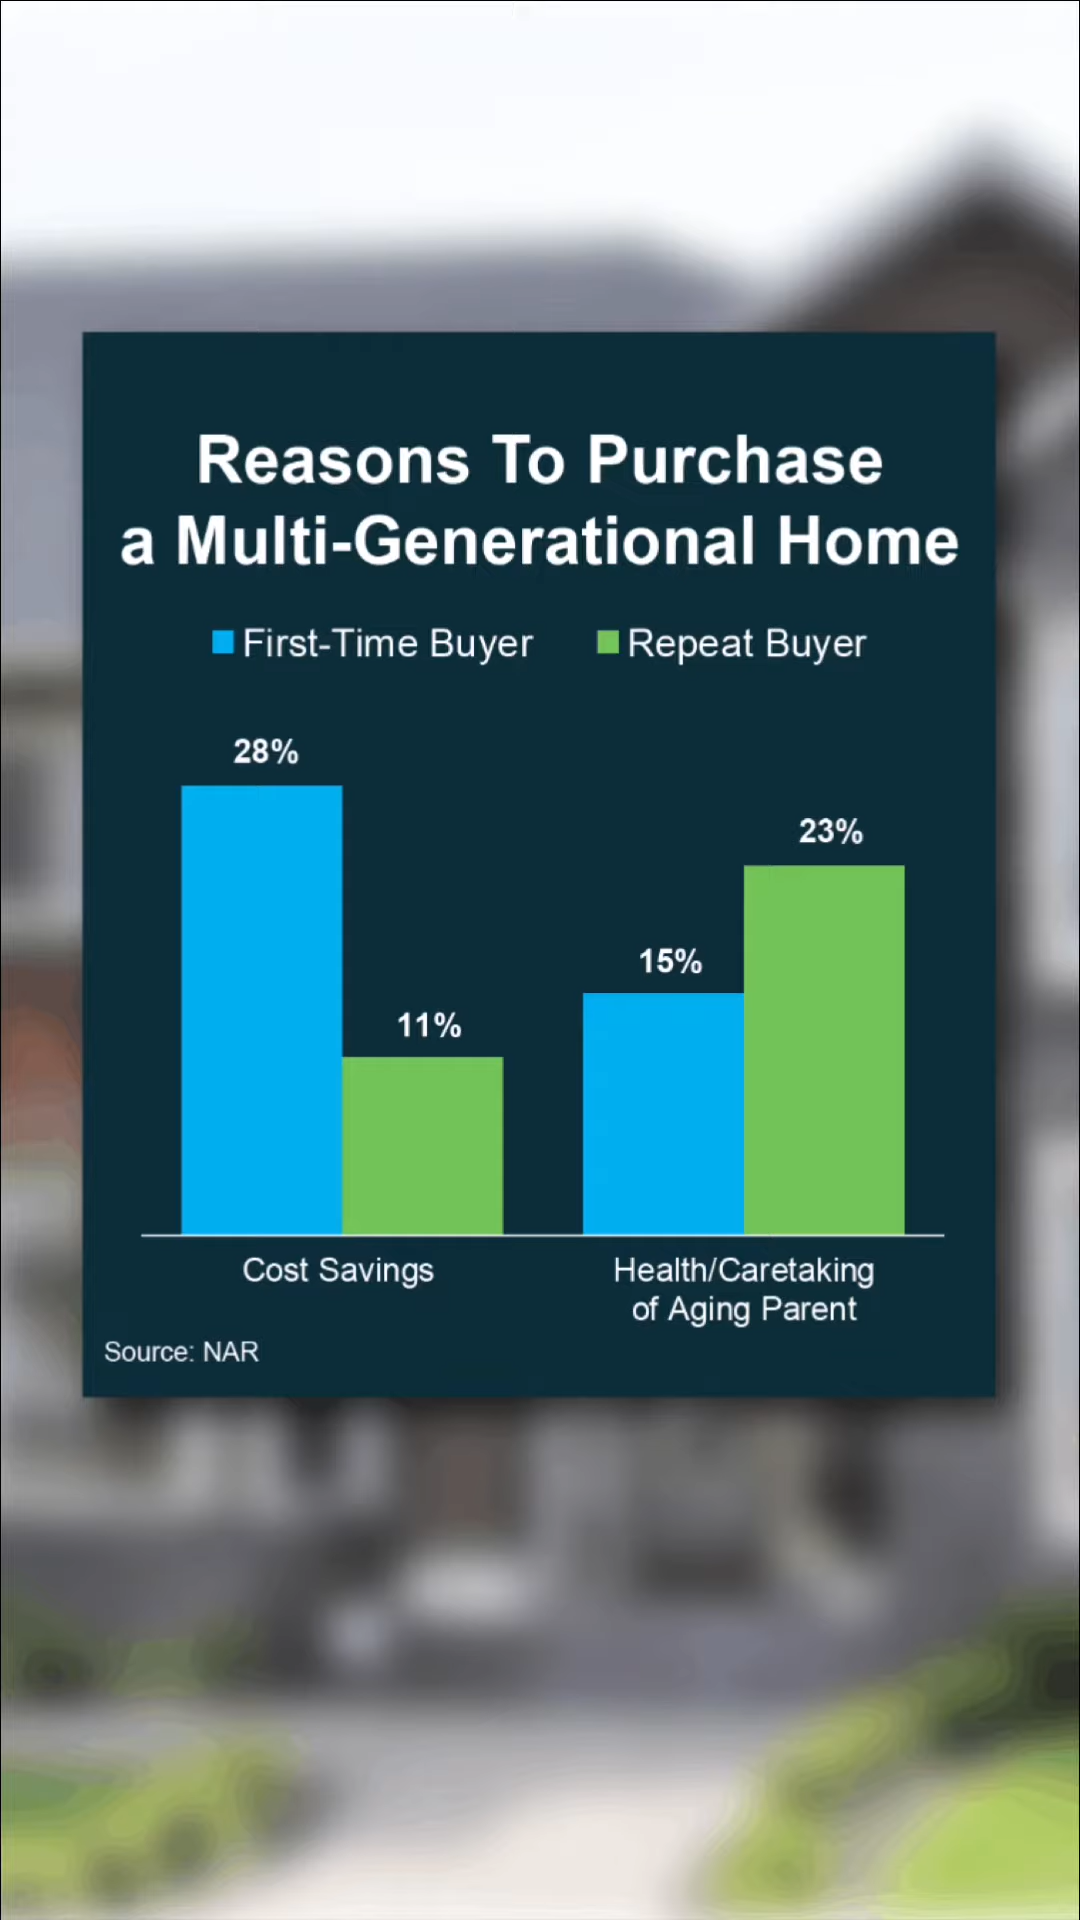 Reasons To Purchase
a Multi-Generational Home
First-Time Buyer Repeat Buyer
28%
11%
15%
23%
Cost Savings
Health/Caretaking
of Aging Parent
Source: NAR